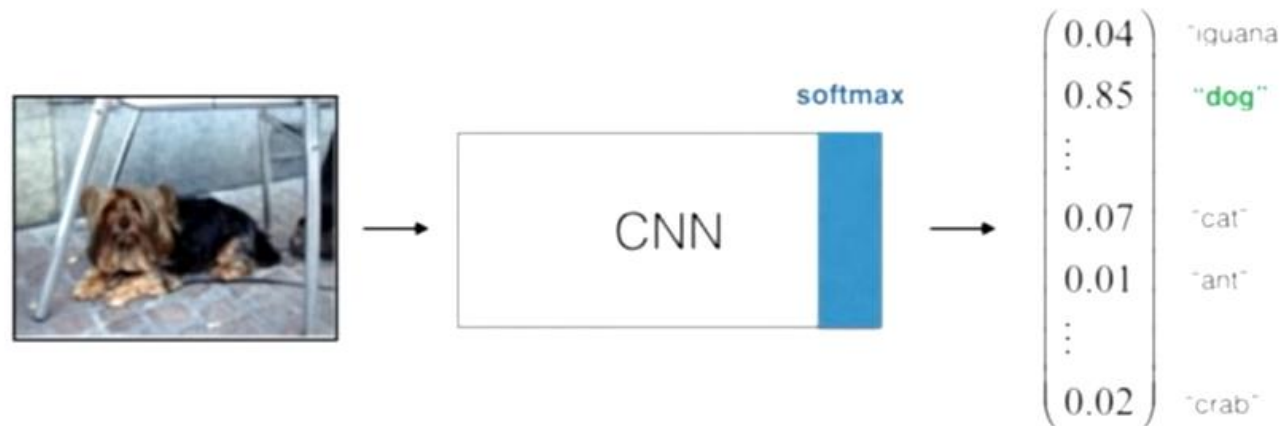 softmax
CNN
0.04 "iguana
0.85 "dog"
⋮
0.07 "cat"
0.01 "ant"
⋮
0.02 "crab"